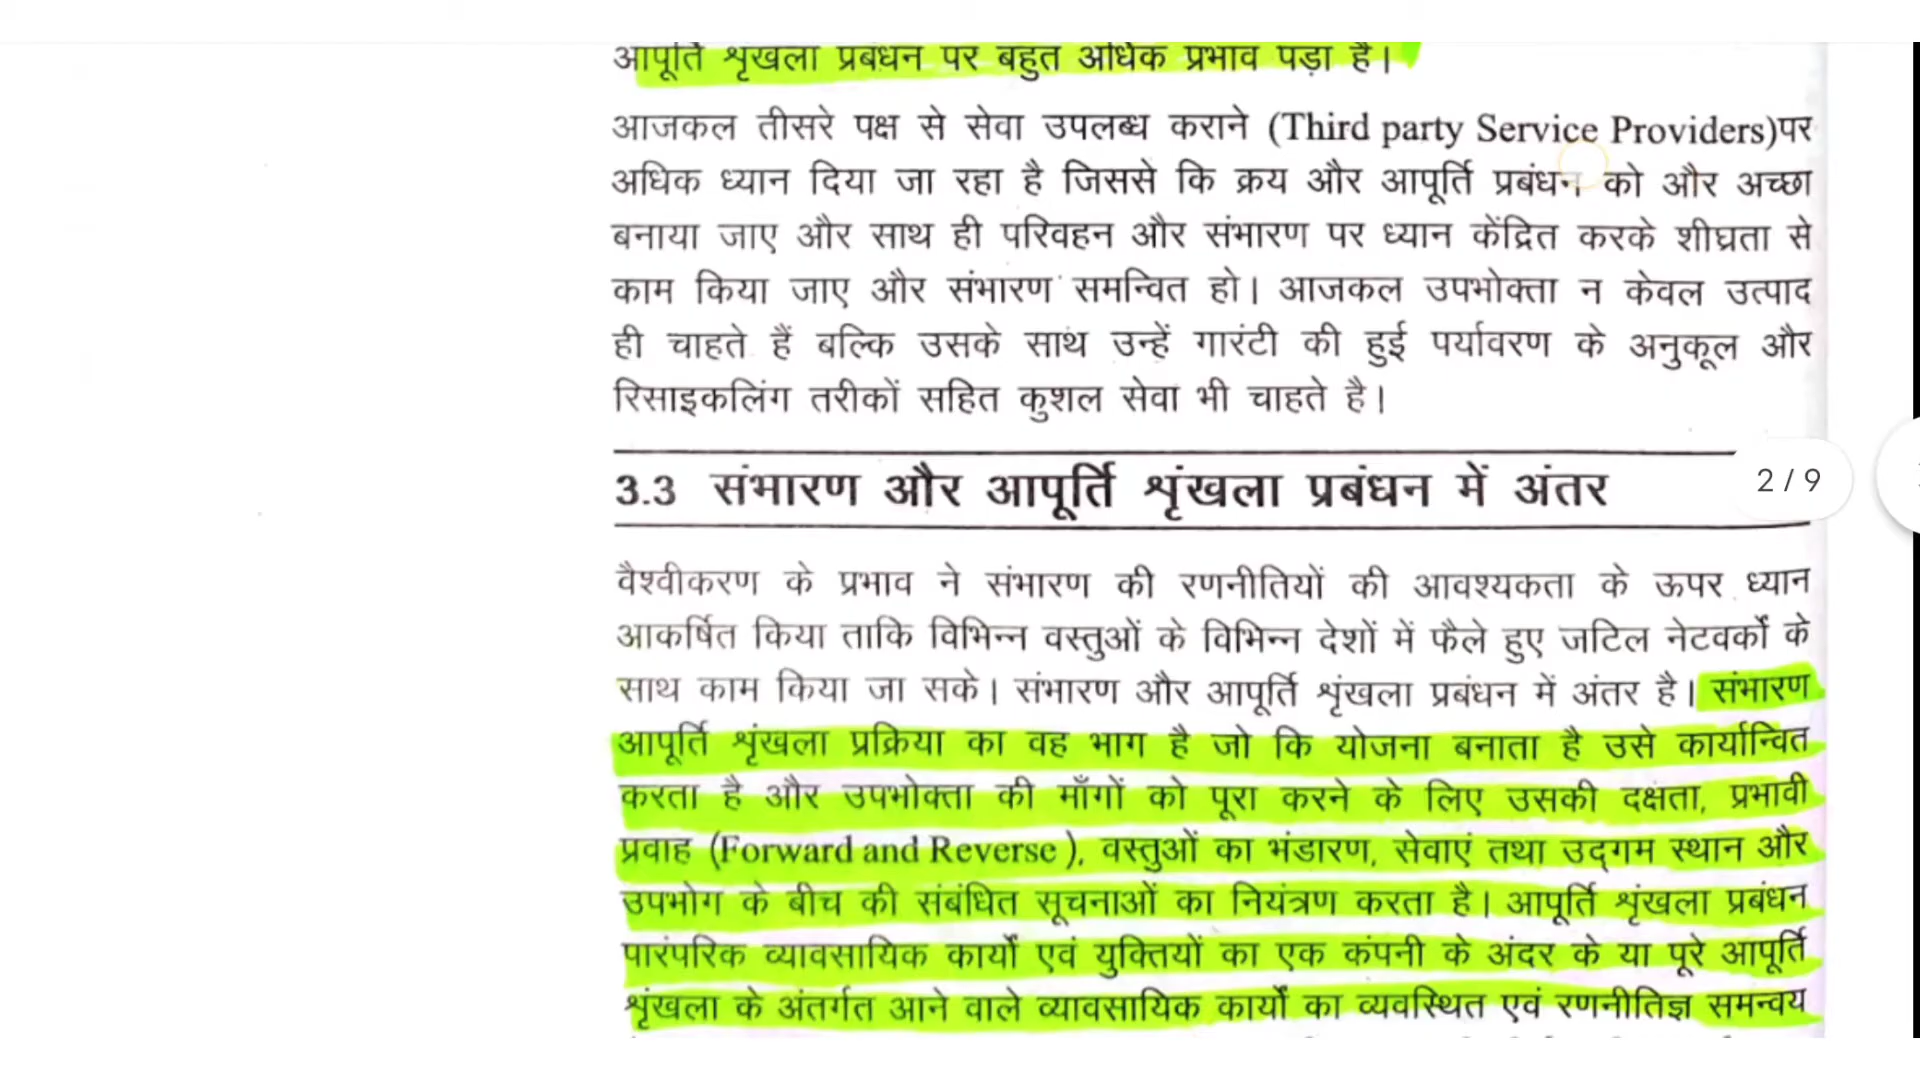 आपूर्ति शृंखला प्रबंधन पर बहुत अधिक प्रभाव पड़ा है।
आजकल तीसरे पक्ष से सेवा उपलब्ध कराने (Third party Service Providers)पर
अधिक ध्यान दिया जा रहा है जिससे कि क्रय और आपूर्ति प्रबंधन को और अच्छा
बनाया जाए और साथ ही परिवहन और संभारण पर ध्यान केंद्रित करके शीघ्रता से
काम किया जाए और संभारण समन्वित हो। आजकल उपभोक्ता न केवल उत्पाद
ही चाहते हैं बल्कि उसके साथ उन्हें गारंटी की हुई पर्यावरण के अनुकूल और
रिसाइकलिंग तरीकों सहित कुशल सेवा भी चाहते है।
3.3 संभारण और आपूर्ति शृंखला प्रबंधन में अंतर
2 / 9
वैश्वीकरण के प्रभाव ने संभारण की रणनीतियों की आवश्यकता के ऊपर ध्यान
आकर्षित किया ताकि विभिन्न वस्तुओं के विभिन्न देशों में फैले हुए जटिल नेटवर्कों के
साथ काम किया जा सके। संभारण और आपूर्ति शृंखला प्रबंधन में अंतर है। संभारण
आपूर्ति शृंखला प्रक्रिया का वह भाग है जो कि योजना बनाता है उसे कार्यान्वित
करता है और उपभोक्ता की माँगों को पूरा करने के लिए उसकी दक्षता, प्रभावी
प्रवाह (Forward and Reverse), वस्तुओं का भंडारण, सेवाएं तथा उद्गम स्थान और
उपभोग के बीच की संबंधित सूचनाओं का नियंत्रण करता है। आपूर्ति शृंखला प्रबंधन
पारंपरिक व्यावसायिक कार्यों एवं युक्तियों का एक कंपनी के अंदर के या पूरे आपूर्ति
शृंखला के अंतर्गत आने वाले व्यावसायिक कार्यों का व्यवस्थित एवं रणनीतिज्ञ समन्वय